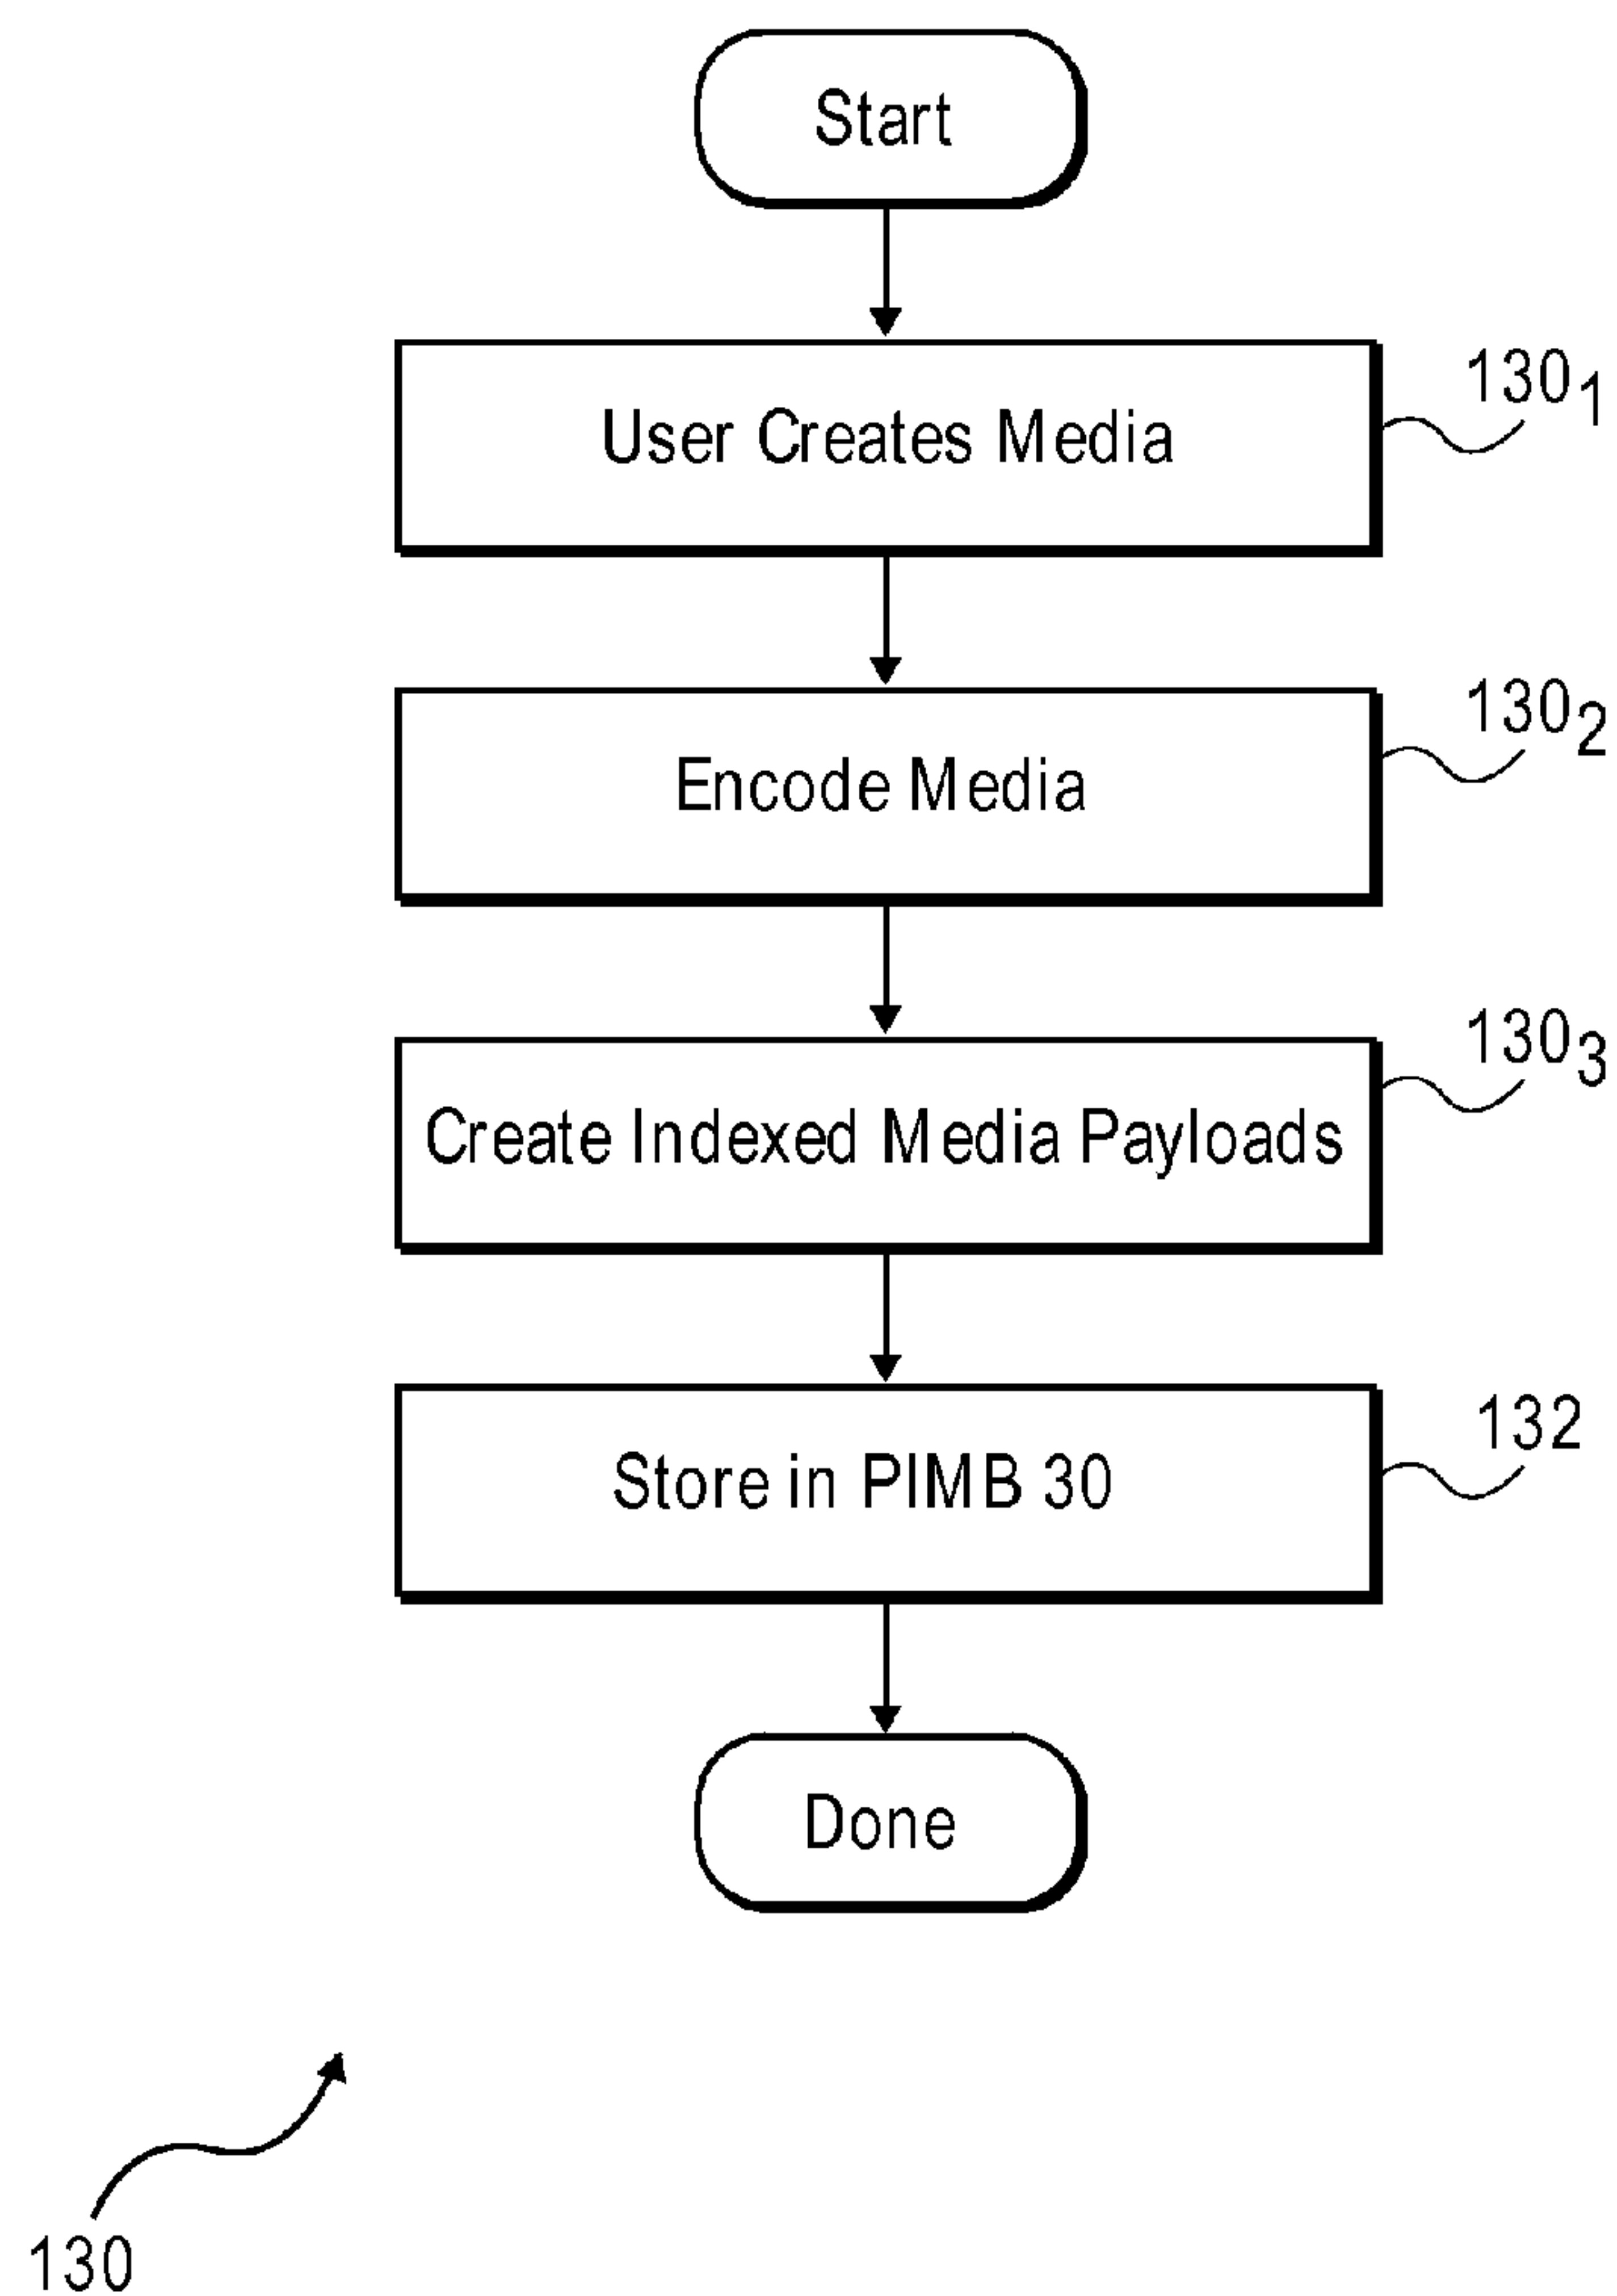 Start
User Creates Media
130₁
Encode Media
130₂
Create Indexed Media Payloads
130₃
Store in PIMB 30
132
Done
130